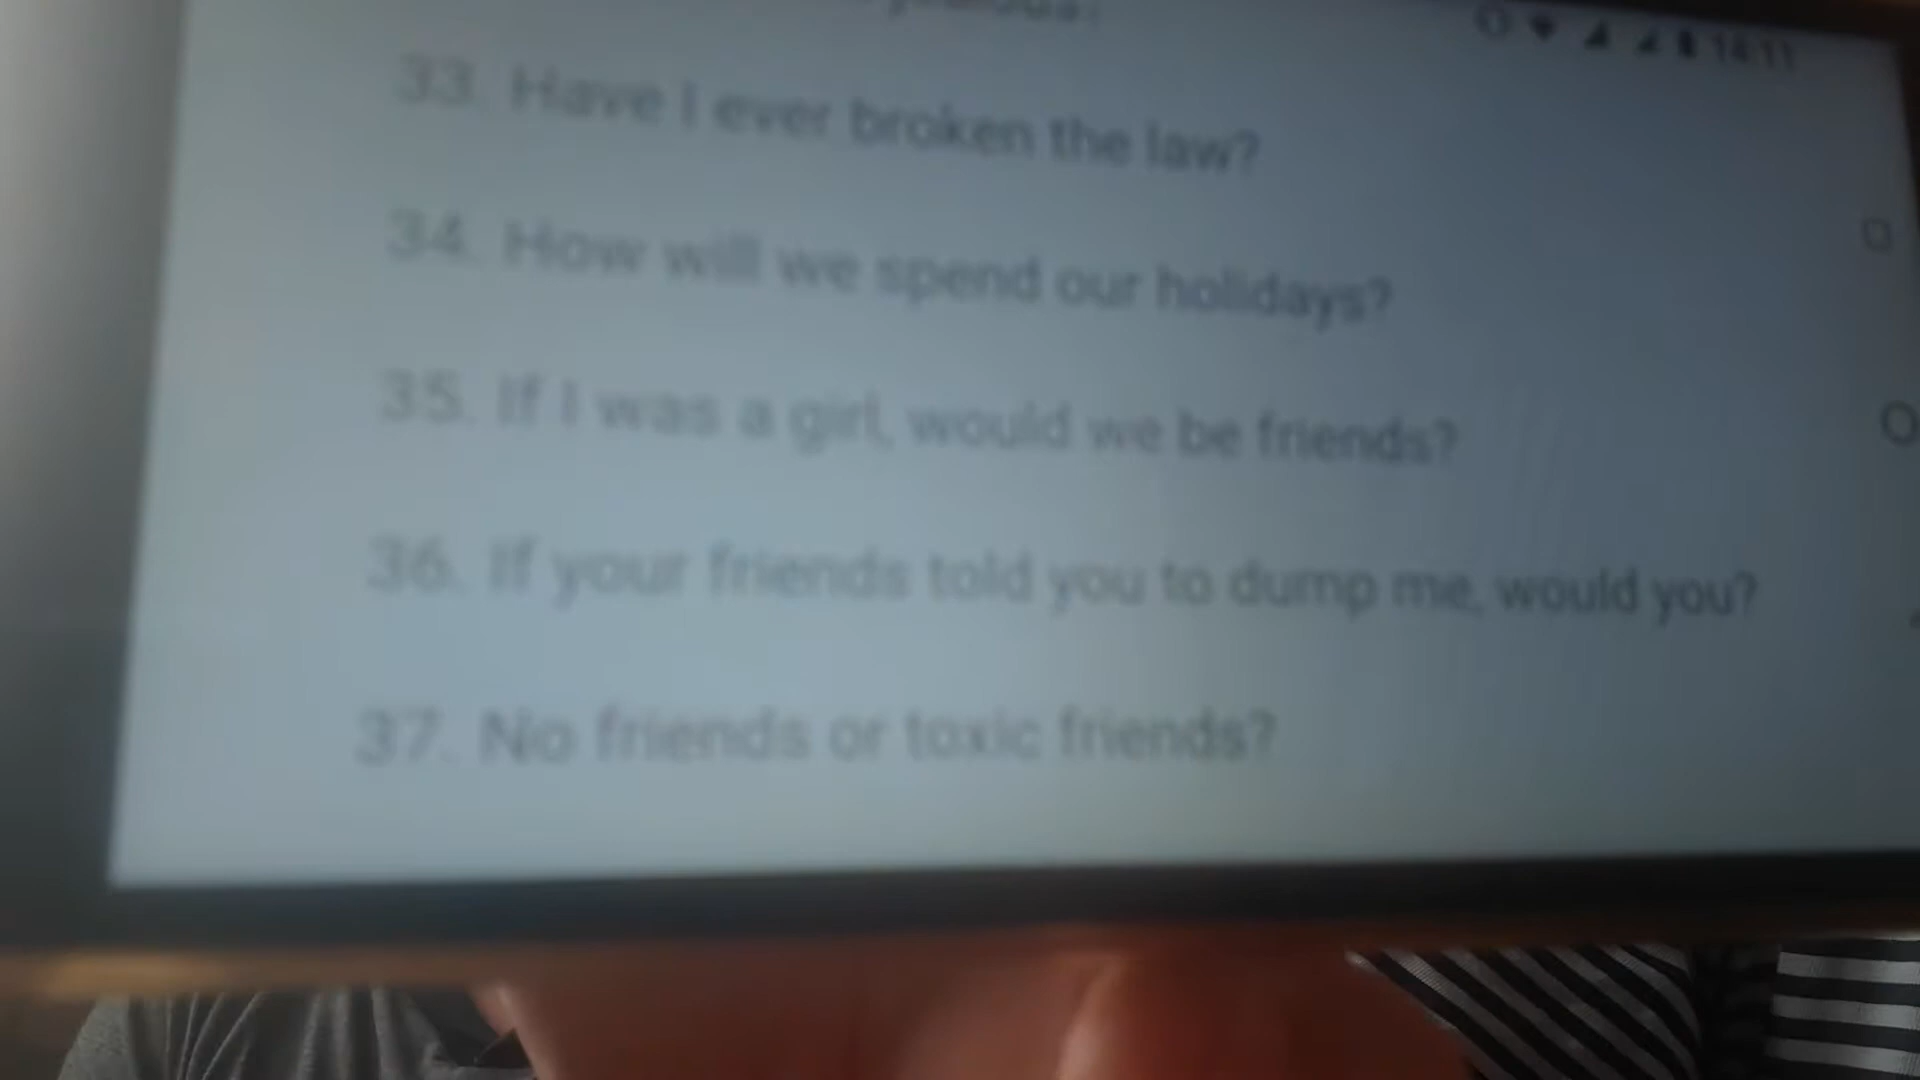 14:11
33. Have I ever broken the law?
34. How will we spend our holidays?
35. If I was a girl, would we be friends?
36. If your friends told you to dump me, would you?
37. No friends or toxic friends?